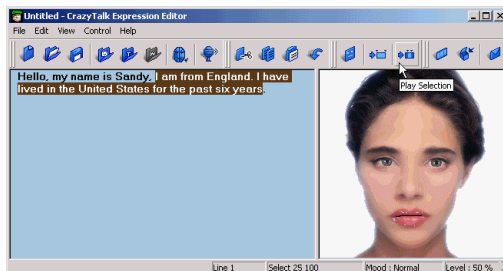 Untitled - CrazyTalk Expression Editor
File Edit View Control Help
Play Selection
Hello, my name is Sandy, I am from England. I have
lived in the United States for the past six years.
Line 1 Select 25 100 Mood : Normal Level : 50 %